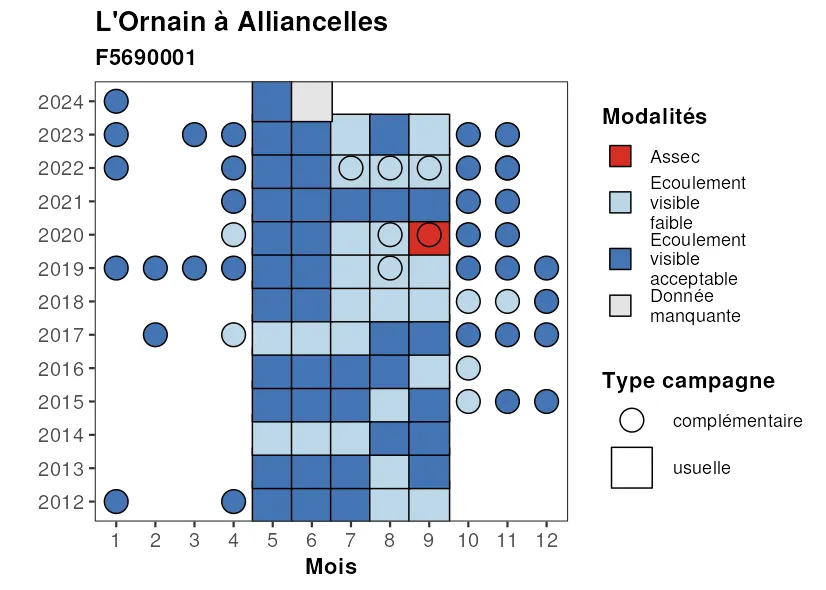 L'Ornain à Alliancelles
F5690001
2024
2023
2022
2021
2020
2019
2018
2017
2016
2015
2014
2013
2012
1 2 3 4 5 6 7 8 9 10 11 12
Mois
Modalités
Assec
Ecoulement
visible
faible
Ecoulement
visible
acceptable
Donnée
manquante
Type campagne
complémentaire
usuelle